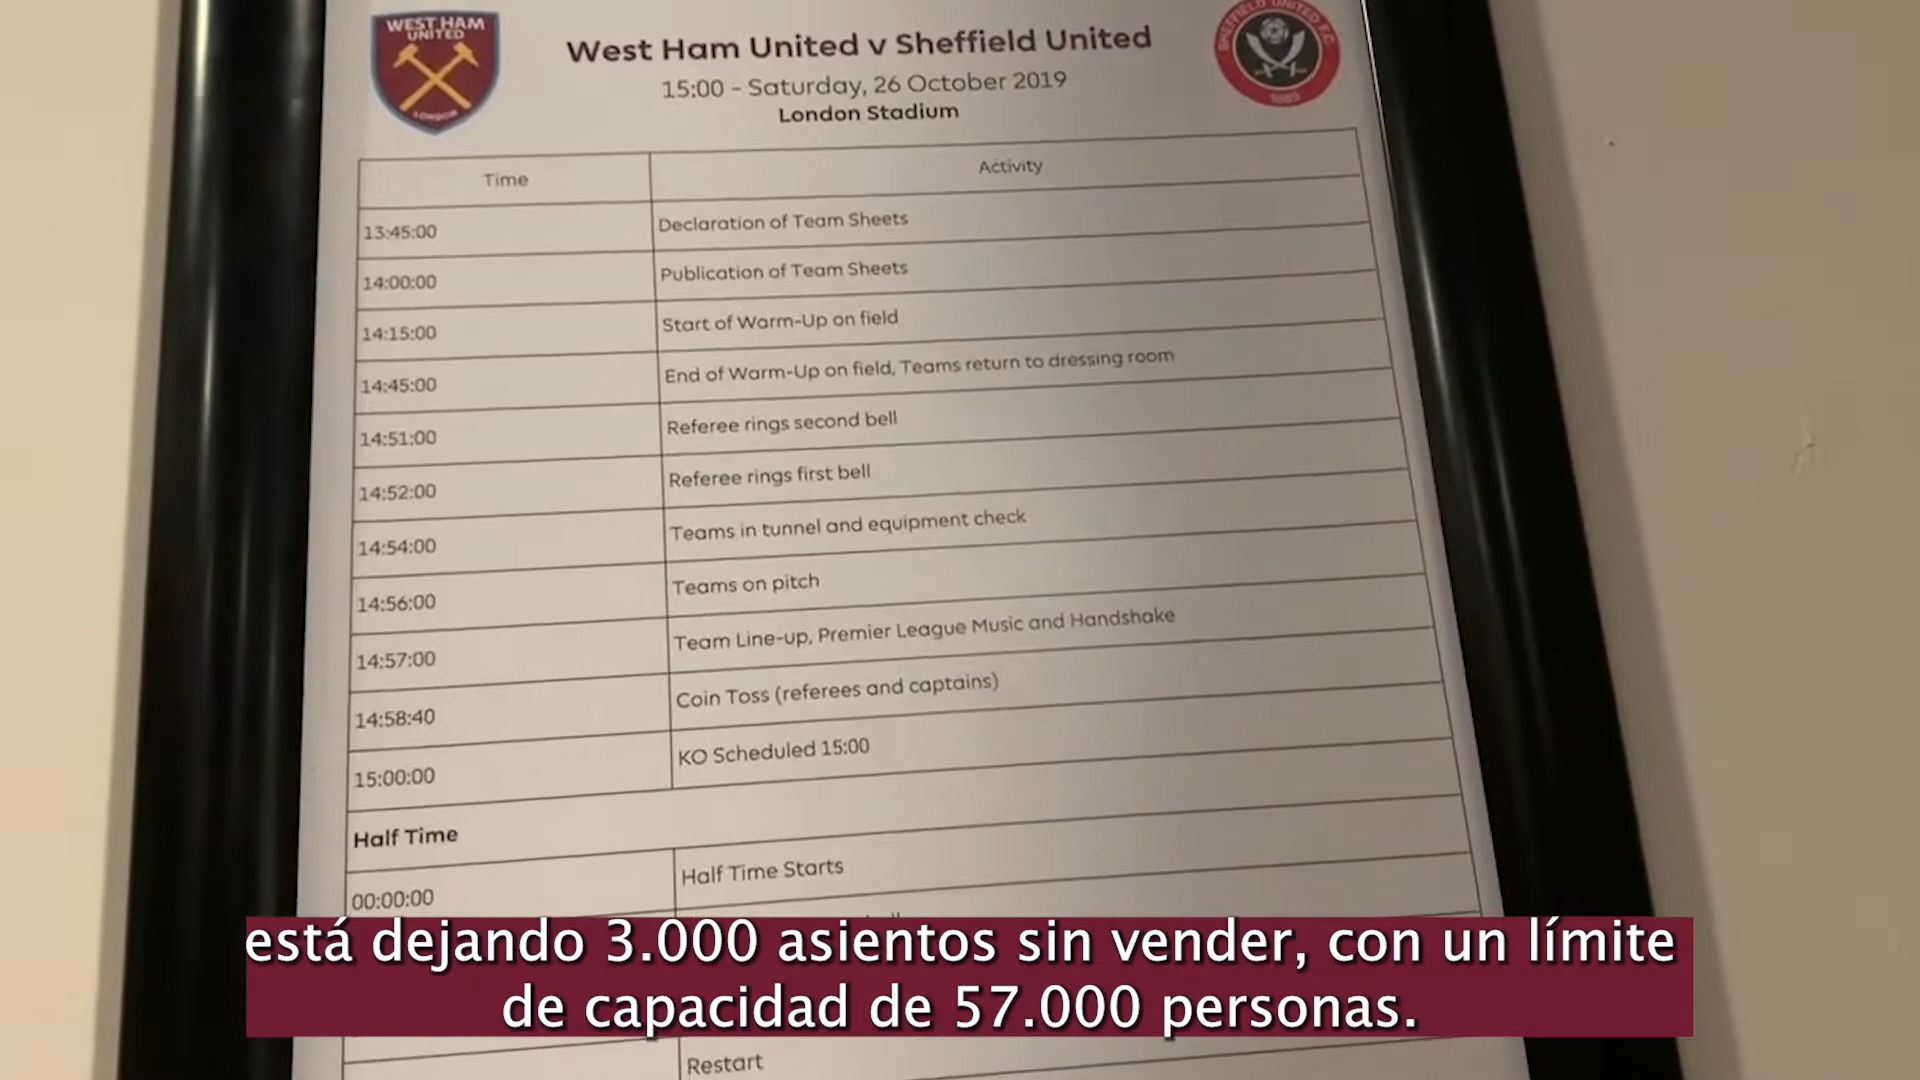 WEST HAM
UNITED
LONDON
West Ham United v Sheffield United
15:00 - Saturday, 26 October 2019
London Stadium
SHEFFIELD UNITED F.C.
1889
Time Activity
13:45:00 Declaration of Team Sheets
14:00:00 Publication of Team Sheets
14:15:00 Start of Warm-Up on field
14:45:00 End of Warm-Up on field, Teams return to dressing room
14:51:00 Referee rings second bell
14:52:00 Referee rings first bell
14:54:00 Teams in tunnel and equipment check
14:56:00 Teams on pitch
14:57:00 Team Line-up, Premier League Music and Handshake
14:58:40 Coin Toss (referees and captains)
15:00:00 KO Scheduled 15:00
Half Time
00:00:00 Half Time Starts
está dejando 3.000 asientos sin vender, con un límite
de capacidad de 57.000 personas.
Restart